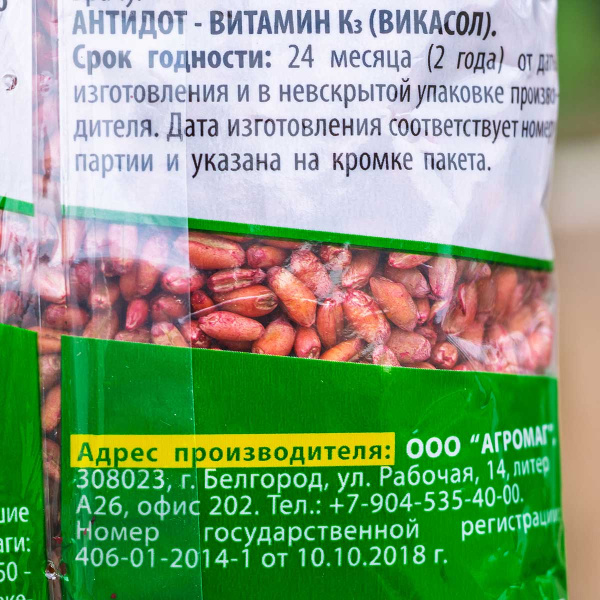 АНТИДОТ - ВИТАМИН К₃ (ВИКАСОЛ).
Срок годности: 24 месяца (2 года) от даты
изготовления и в невскрытой упаковке произво-
дителя. Дата изготовления соответствует номеру
партии и указана на кромке пакета.
Адрес производителя: ООО "АГРОМАГ".
308023, г. Белгород, ул. Рабочая, 14, литер
А26, офис 202. Тел.: +7-904-535-40-00.
Номер государственной регистрации:
406-01-2014-1 от 10.10.2018 г.